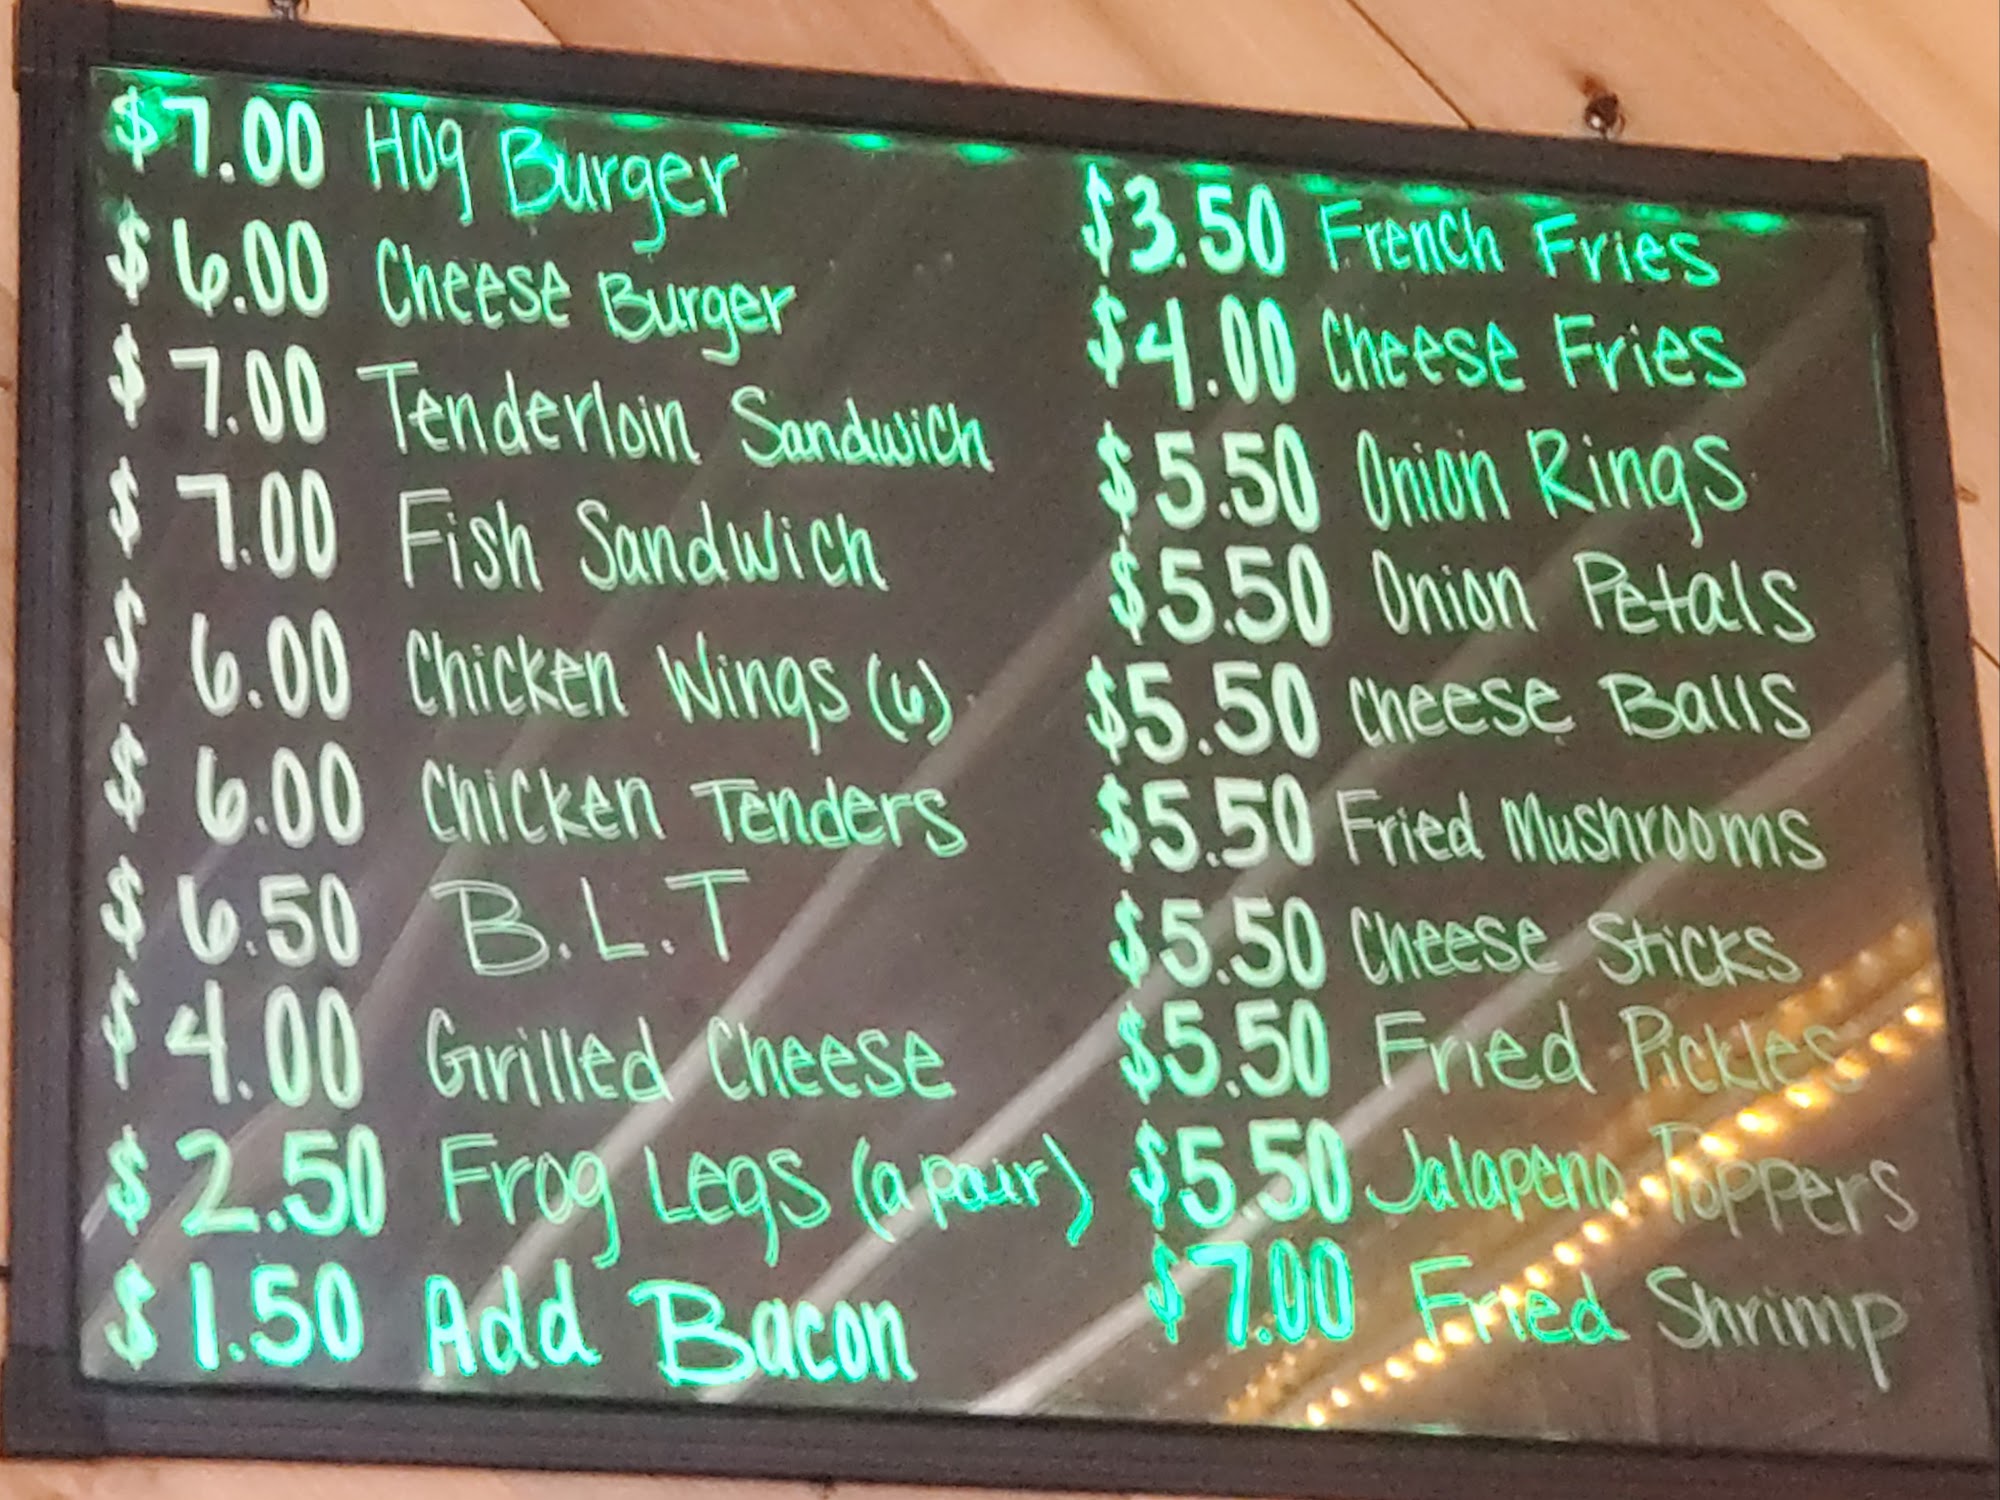 $7.00 Hog Burger
$6.00 Cheese Burger
$7.00 Tenderloin Sandwich
$7.00 Fish Sandwich
$6.00 Chicken Wings (6)
$6.00 Chicken Tenders
$6.50 B.L.T
$4.00 Grilled Cheese
$2.50 Frog Legs (a pair)
$1.50 Add Bacon
$3.50 French Fries
$4.00 Cheese Fries
$5.50 Onion Rings
$5.50 Onion Petals
$5.50 Cheese Balls
$5.50 Fried Mushrooms
$5.50 Cheese Sticks
$5.50 Fried Pickles
$5.50 Jalapeno Poppers
$7.00 Fried Shrimp